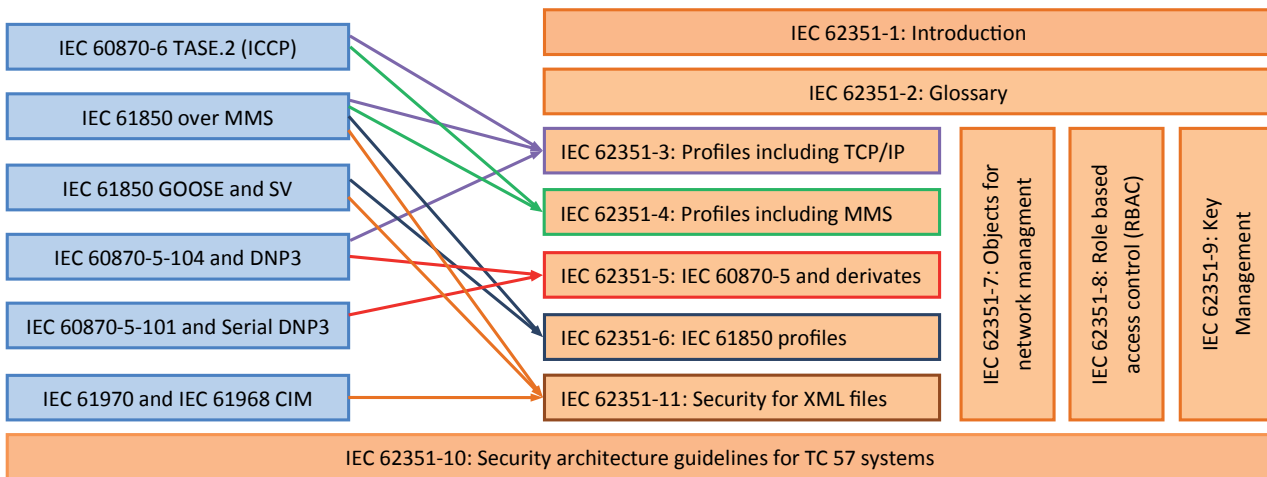 IEC 60870-6 TASE.2 (ICCP)
IEC 61850 over MMS
IEC 61850 GOOSE and SV
IEC 60870-5-104 and DNP3
IEC 60870-5-101 and Serial DNP3
IEC 61970 and IEC 61968 CIM
IEC 62351-1: Introduction
IEC 62351-2: Glossary
IEC 62351-3: Profiles including TCP/IP
IEC 62351-4: Profiles including MMS
IEC 62351-5: IEC 60870-5 and derivates
IEC 62351-6: IEC 61850 profiles
IEC 62351-11: Security for XML files
IEC 62351-7: Objects for
network managment
IEC 62351-8: Role based
access control (RBAC)
IEC 62351-9: Key
Management
IEC 62351-10: Security architecture guidelines for TC 57 systems